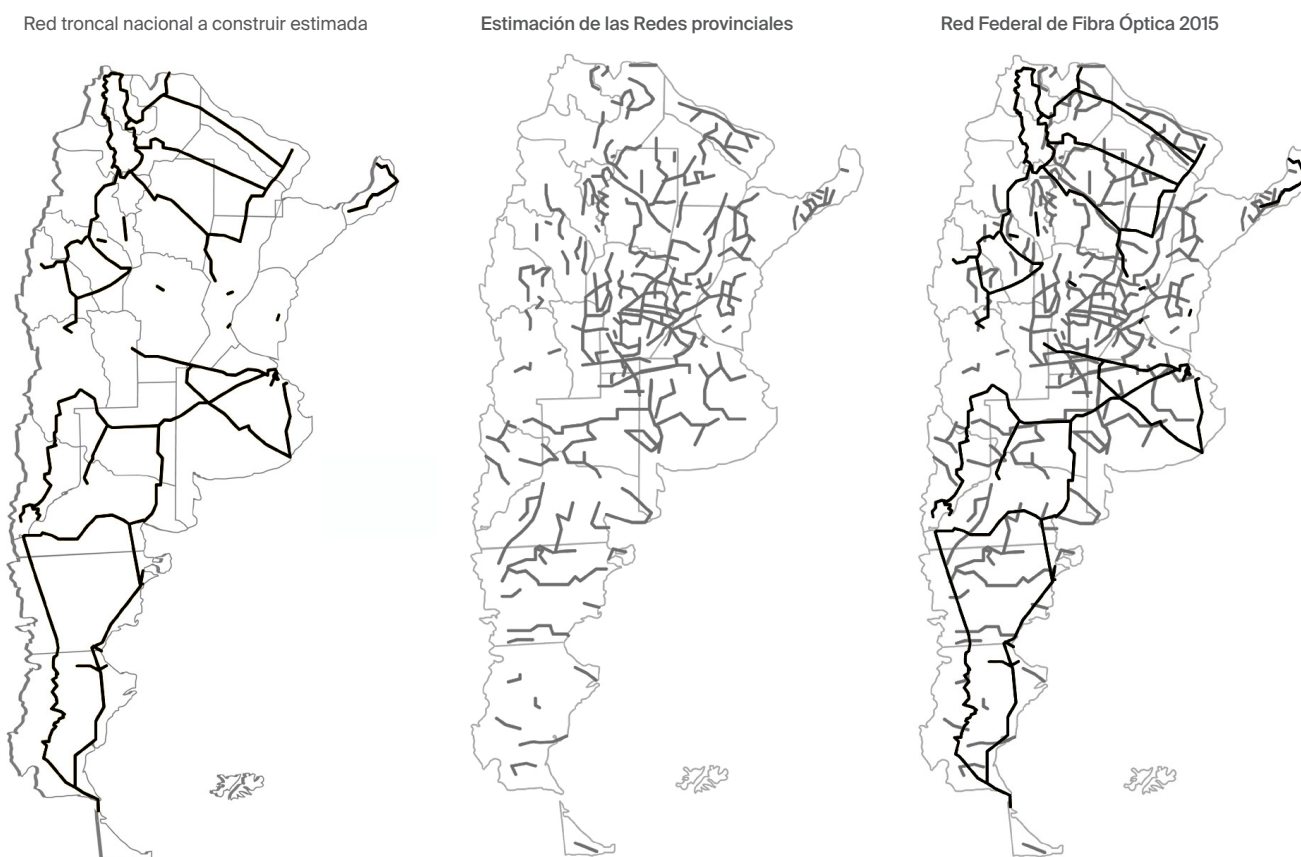 Red troncal nacional a construir estimada
Estimación de las Redes provinciales
Red Federal de Fibra Óptica 2015